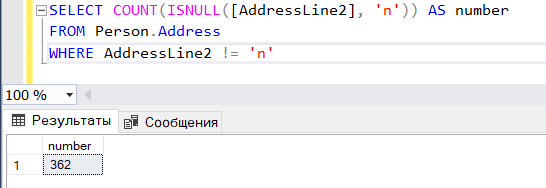 SELECT COUNT(ISNULL([AddressLine2], 'n')) AS number
FROM Person.Address
WHERE AddressLine2 != 'n'
100 %
Результаты Сообщения
number
1 362